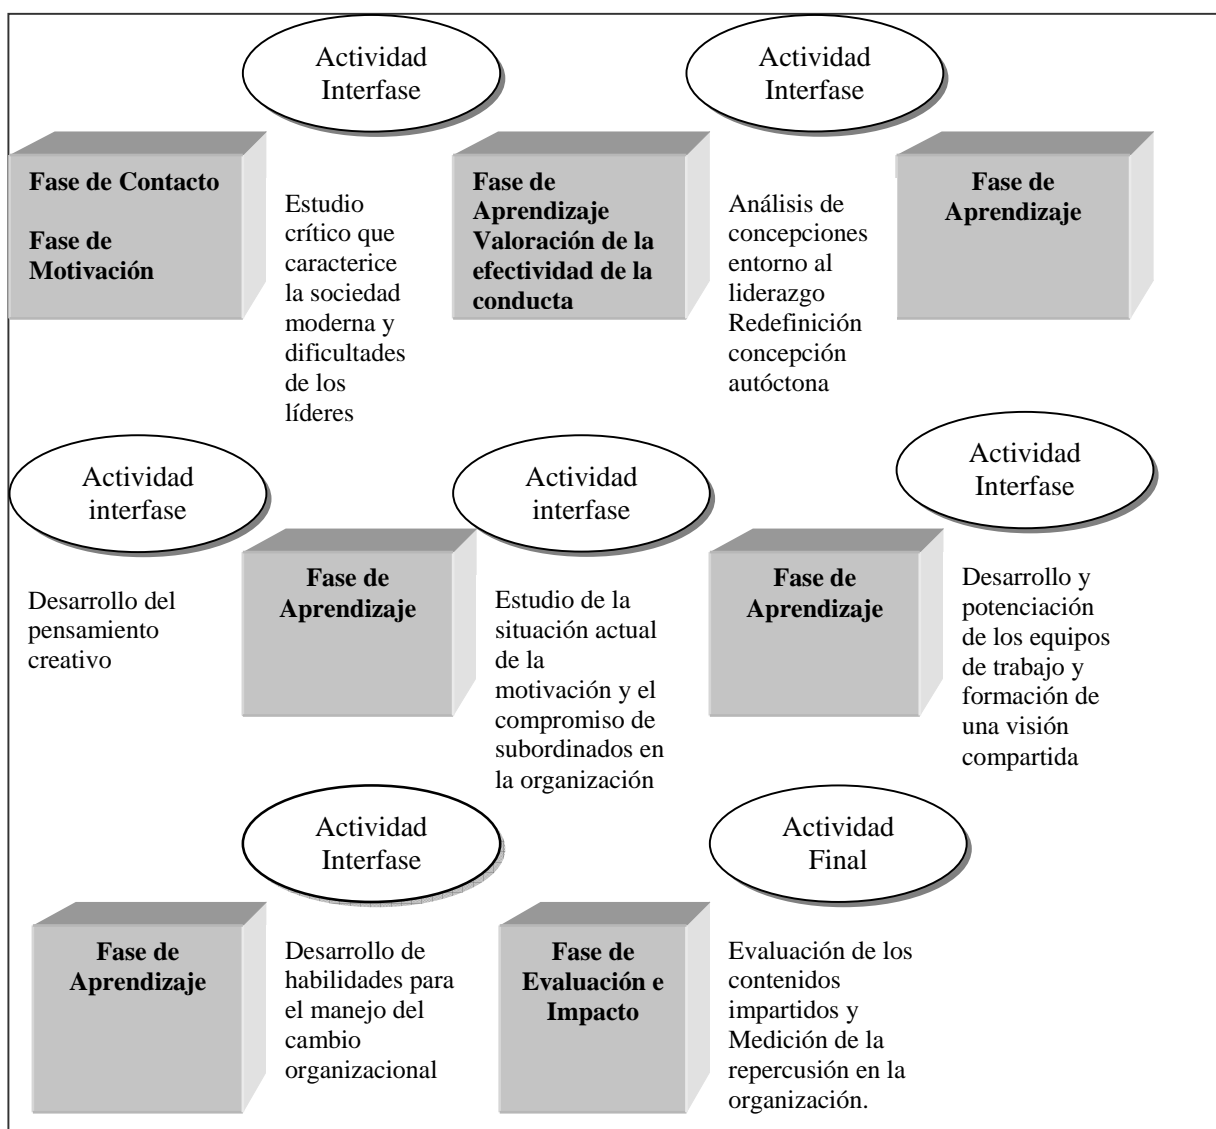 Actividad
Interfase
Actividad
Interfase
Fase de Contacto
Fase de
Motivación
Estudio
crítico que
caracterice
la sociedad
moderna y
dificultades
de los
líderes
Fase de
Aprendizaje
Valoración de la
efectividad de la
conducta
Análisis de
concepciones
entorno al
liderazgo
Redefinición
concepción
autóctona
Fase de
Aprendizaje
Actividad
interfase
Desarrollo del
pensamiento
creativo
Fase de
Aprendizaje
Actividad
interfase
Estudio de la
situación actual
de la
motivación y el
compromiso de
subordinados en
la organización
Fase de
Aprendizaje
Actividad
Interfase
Desarrollo y
potenciación
de los equipos
de trabajo y
formación de
una visión
compartida
Fase de
Aprendizaje
Actividad
Interfase
Desarrollo de
habilidades para
el manejo del
cambio
organizacional
Fase de
Evaluación e
Impacto
Actividad
Final
Evaluación de los
contenidos
impartidos y
Medición de la
repercusión en la
organización.